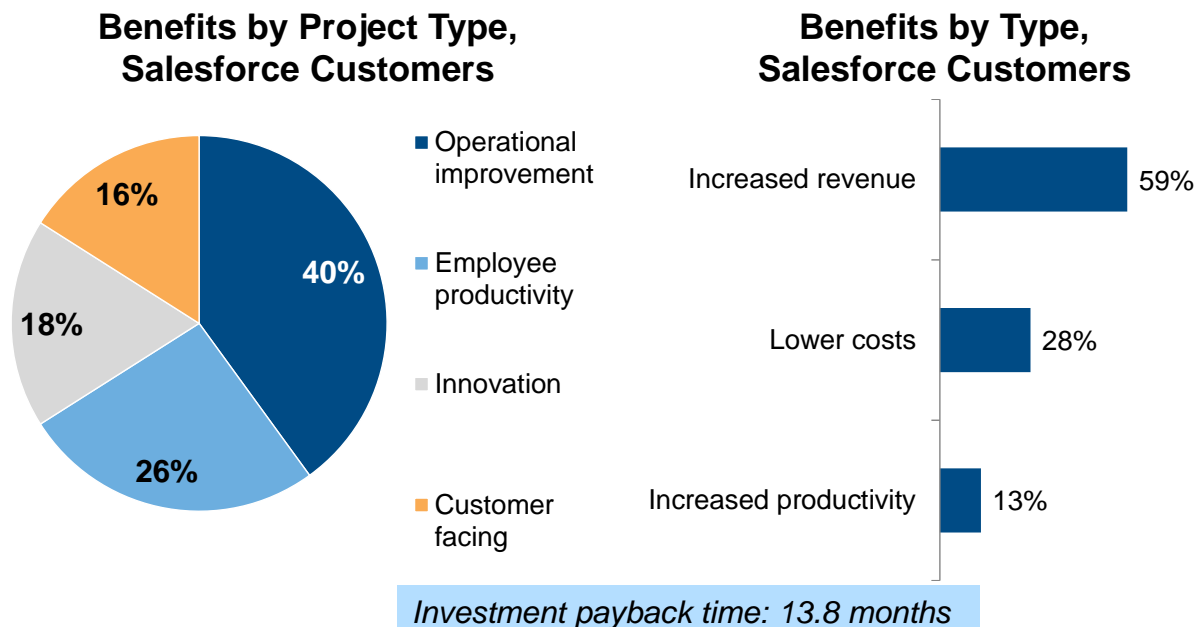 Benefits by Project Type,
Salesforce Customers
16%
40%
18%
26%
Operational
improvement
Employee
productivity
Innovation
Customer
facing
Benefits by Type,
Salesforce Customers
Increased revenue
59%
Lower costs
28%
Increased productivity
13%
Investment payback time: 13.8 months